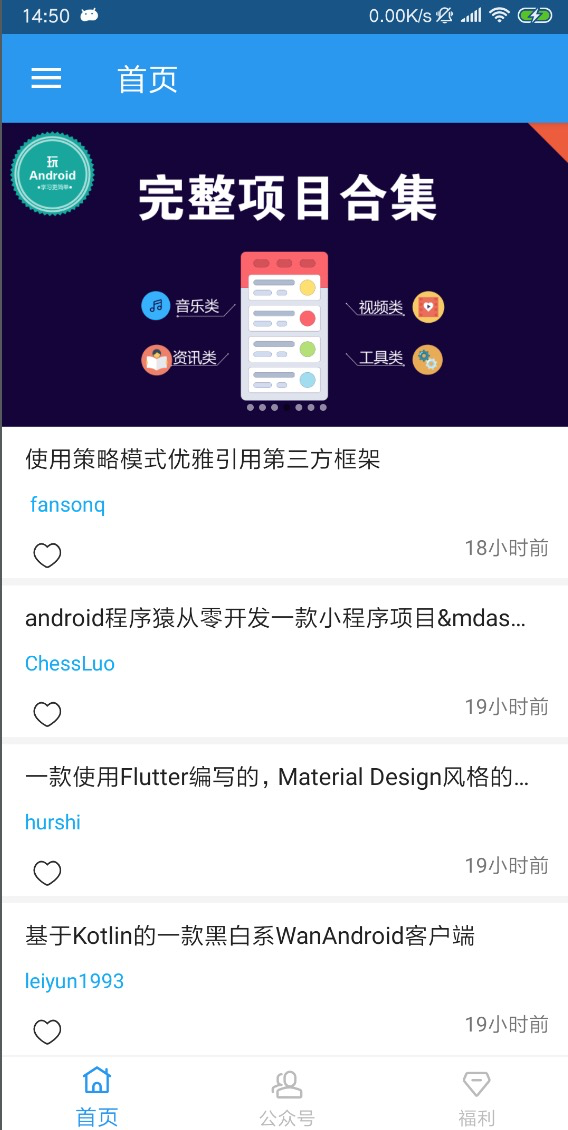 14:50
0.00K/s
首页
玩
Android
学习更简单
完整项目合集
音乐类
视频类
资讯类
工具类
使用策略模式优雅引用第三方框架
fansonq
18小时前
android程序猿从零开发一款小程序项目&mdas...
ChessLuo
19小时前
一款使用Flutter编写的，Material Design风格的...
hurshi
19小时前
基于Kotlin的一款黑白系WanAndroid客户端
leiyun1993
19小时前
首页
公众号
福利